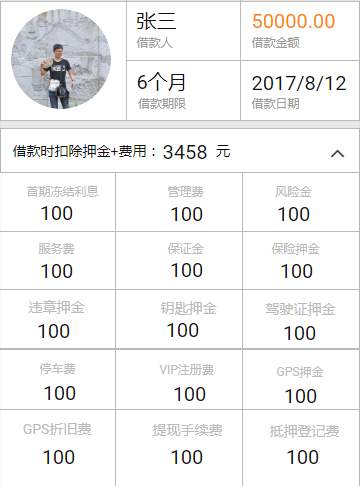 张三 50000.00
借款人 借款金额
6个月 2017/8/12
借款期限 借款日期
借款时扣除押金+费用：3458 元
首期冻结利息 管理费 风险金
100 100 100
服务费 保证金 保险押金
100 100 100
违章押金 钥匙押金 驾驶证押金
100 100 100
停车费 VIP注册费 GPS押金
100 100 100
GPS折旧费 提现手续费 抵押登记费
100 100 100